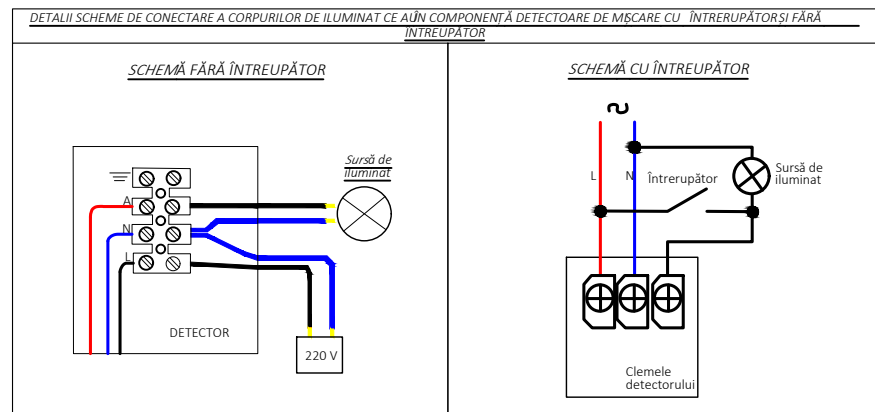 DETALII SCHEME DE CONECTARE A CORPURILOR DE ILUMINAT CE AU ÎN COMPONENȚĂ DETECTOARE DE MIȘCARE CU ÎNTRERUPĂTOR ȘI FĂRĂ
ÎNTREUPĂTOR
SCHEMĂ FĂRĂ ÎNTREUPĂTOR
Sursă de
iluminat
A
N
L
DETECTOR
220 V
SCHEMĂ CU ÎNTREUPĂTOR
L
N
Întrerupător
Sursă de
iluminat
Clemele
detectorului